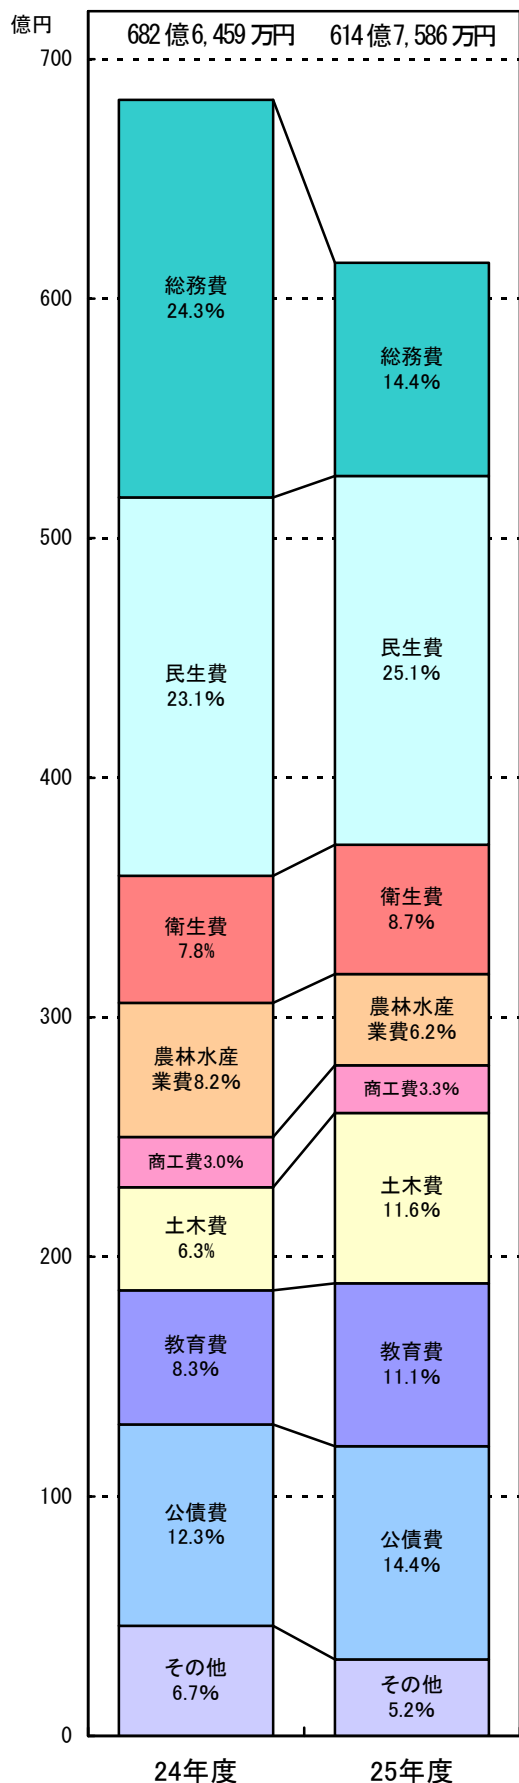 億円
682億6,459万円
614億7,586万円
700
600
500
400
300
200
100
0
総務費
24.3%
民生費
23.1%
衛生費
7.8%
農林水産
業費8.2%
商工費3.0%
土木費
6.3%
教育費
8.3%
公債費
12.3%
その他
6.7%
総務費
14.4%
民生費
25.1%
衛生費
8.7%
農林水産
業費6.2%
商工費3.3%
土木費
11.6%
教育費
11.1%
公債費
14.4%
その他
5.2%
24年度
25年度